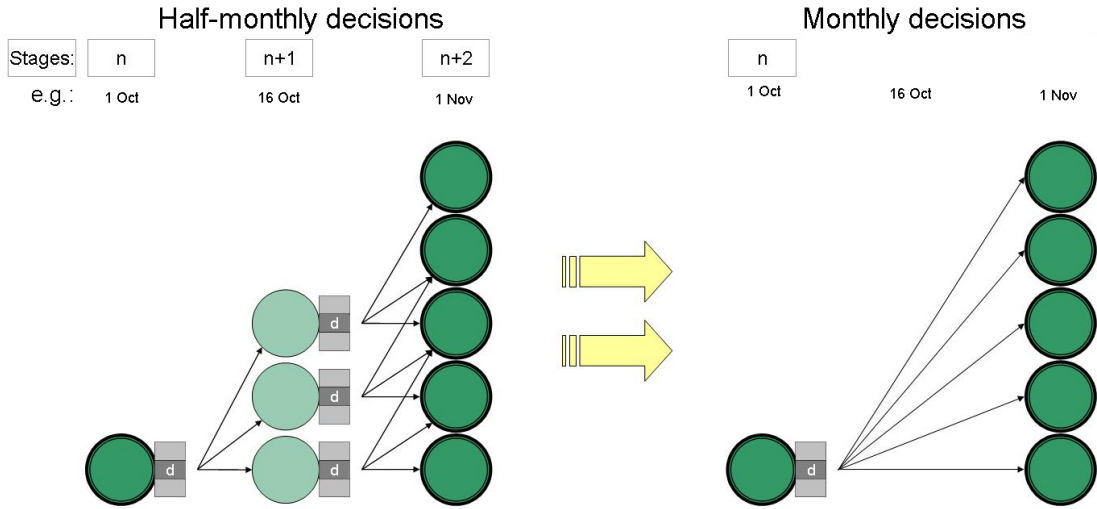 Half-monthly decisions
Monthly decisions
Stages:
n
n+1
n+2
n
e.g.:
1 Oct
16 Oct
1 Nov
1 Oct
16 Oct
1 Nov
d
d
d
d
d